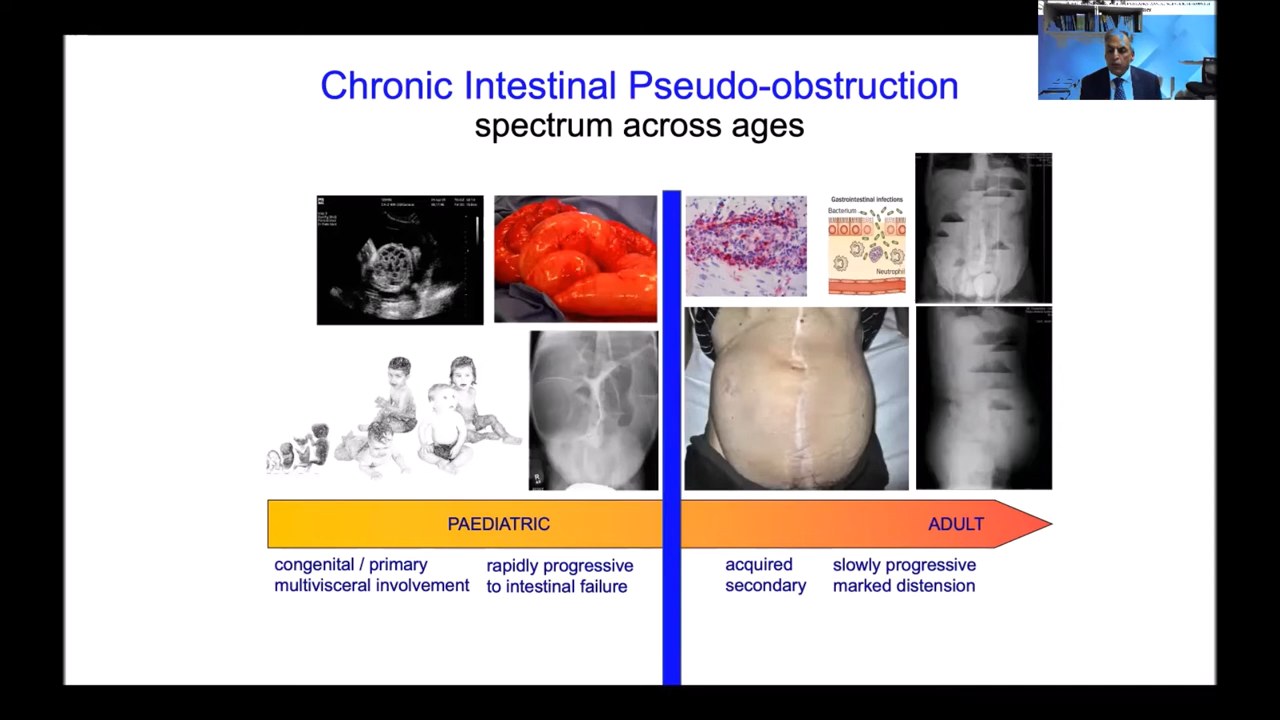 Chronic Intestinal Pseudo-obstruction
spectrum across ages
Gastrointestinal infections
Bacterium
Neutrophil
PAEDIATRIC
ADULT
congenital / primary
multivisceral involvement
rapidly progressive
to intestinal failure
acquired
secondary
slowly progressive
marked distension